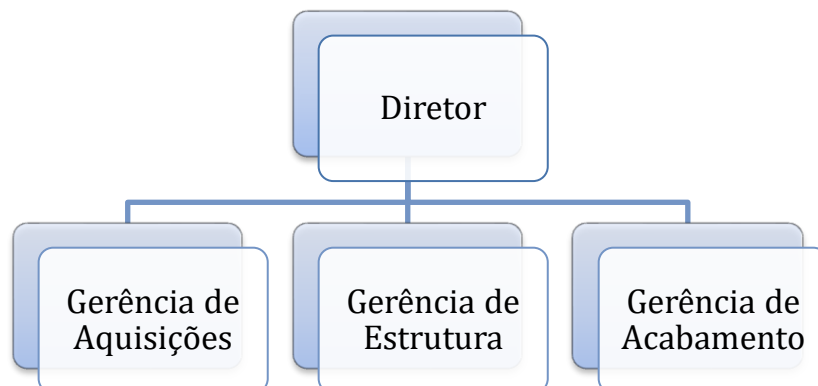 Diretor
Gerência de
Aquisições
Gerência de
Estrutura
Gerência de
Acabamento